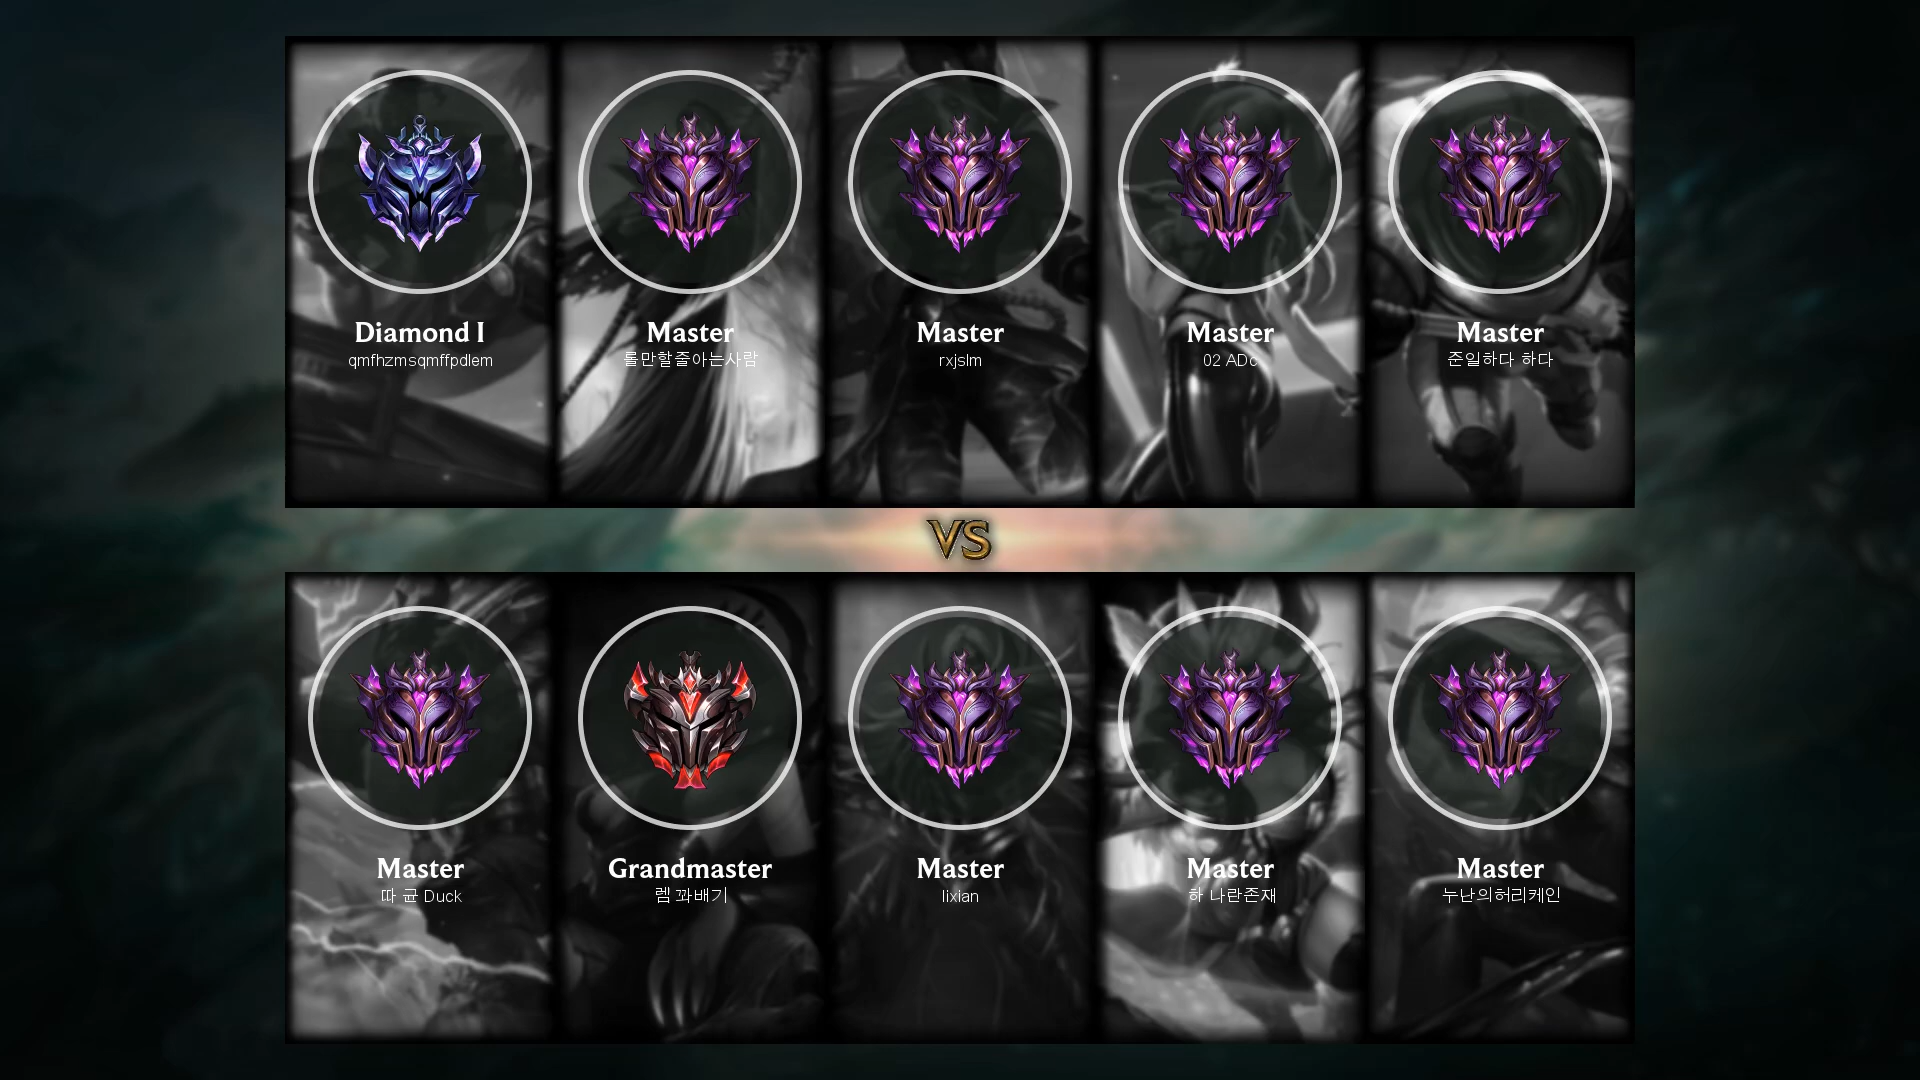 Diamond I
qmfhzmsqmffpdlem
Master
롤만할줄아는사람
Master
rxjslm
Master
02 ADc
Master
준일하다 하다
VS
Master
따 균 Duck
Grandmaster
렘 꽈배기
Master
lixian
Master
하 나란존재
Master
누난의허리케인